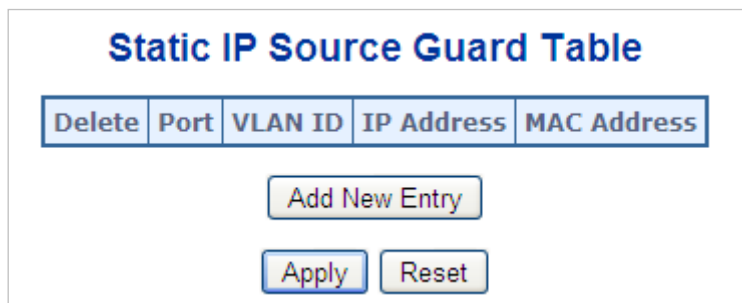 Static IP Source Guard Table
Delete Port VLAN ID IP Address MAC Address
Add New Entry
Apply Reset